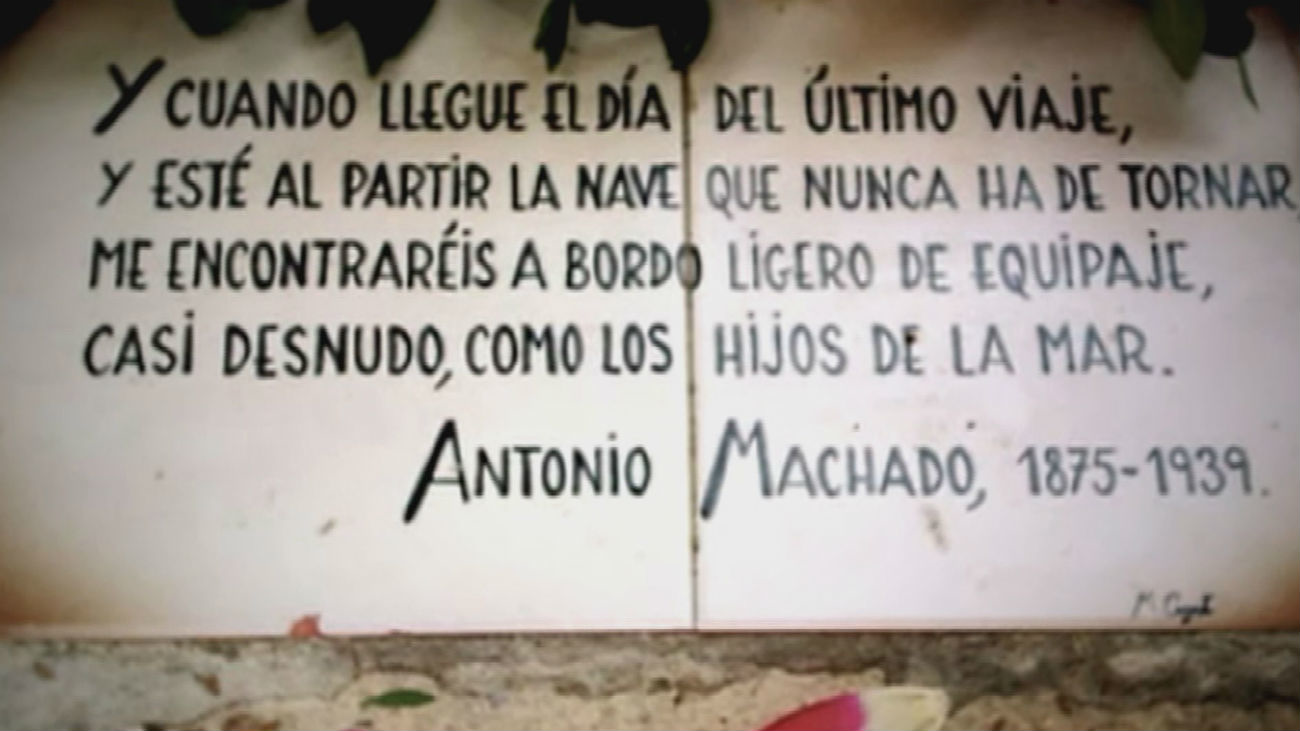 Y CUANDO LLEGUE EL DÍA DEL ÚLTIMO VIAJE,
Y ESTÉ AL PARTIR LA NAVE QUE NUNCA HA DE TORNAR,
ME ENCONTRARÉIS A BORDO LIGERO DE EQUIPAJE,
CASI DESNUDO, COMO LOS HIJOS DE LA MAR.
ANTONIO MACHADO, 1875-1939.
M.